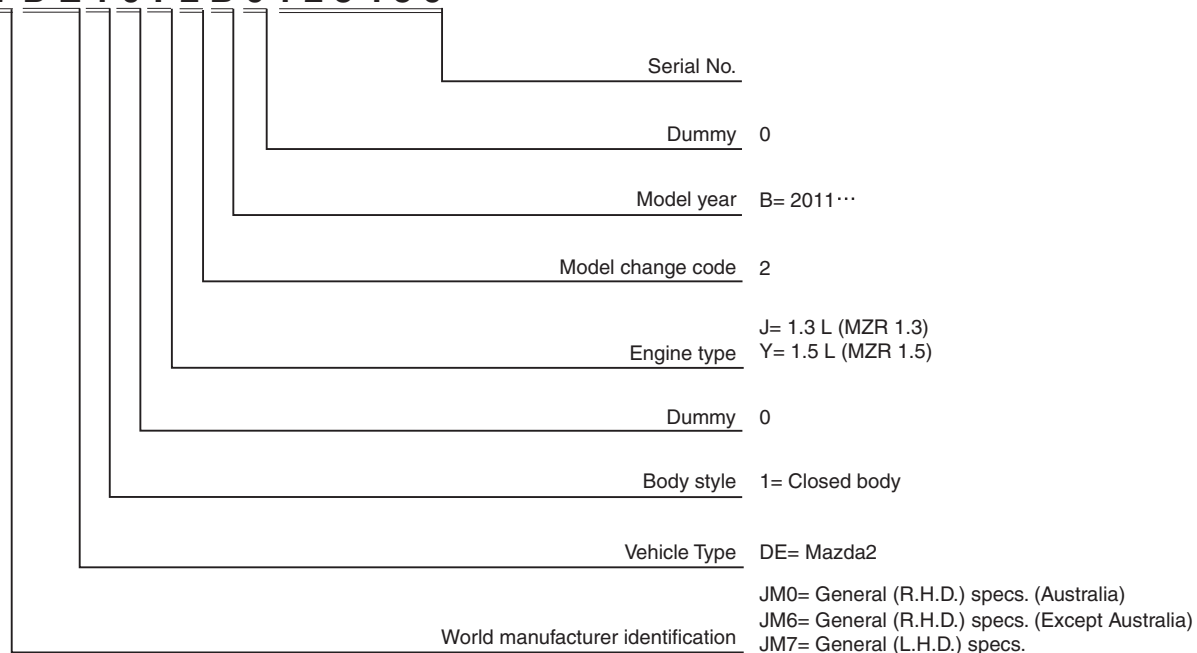 Serial No.
Dummy 0
Model year B= 2011···
Model change code 2
J= 1.3 L (MZR 1.3)
Engine type Y= 1.5 L (MZR 1.5)
Dummy 0
Body style 1= Closed body
Vehicle Type DE= Mazda2
JM0= General (R.H.D.) specs. (Australia)
JM6= General (R.H.D.) specs. (Except Australia)
World manufacturer identification JM7= General (L.H.D.) specs.